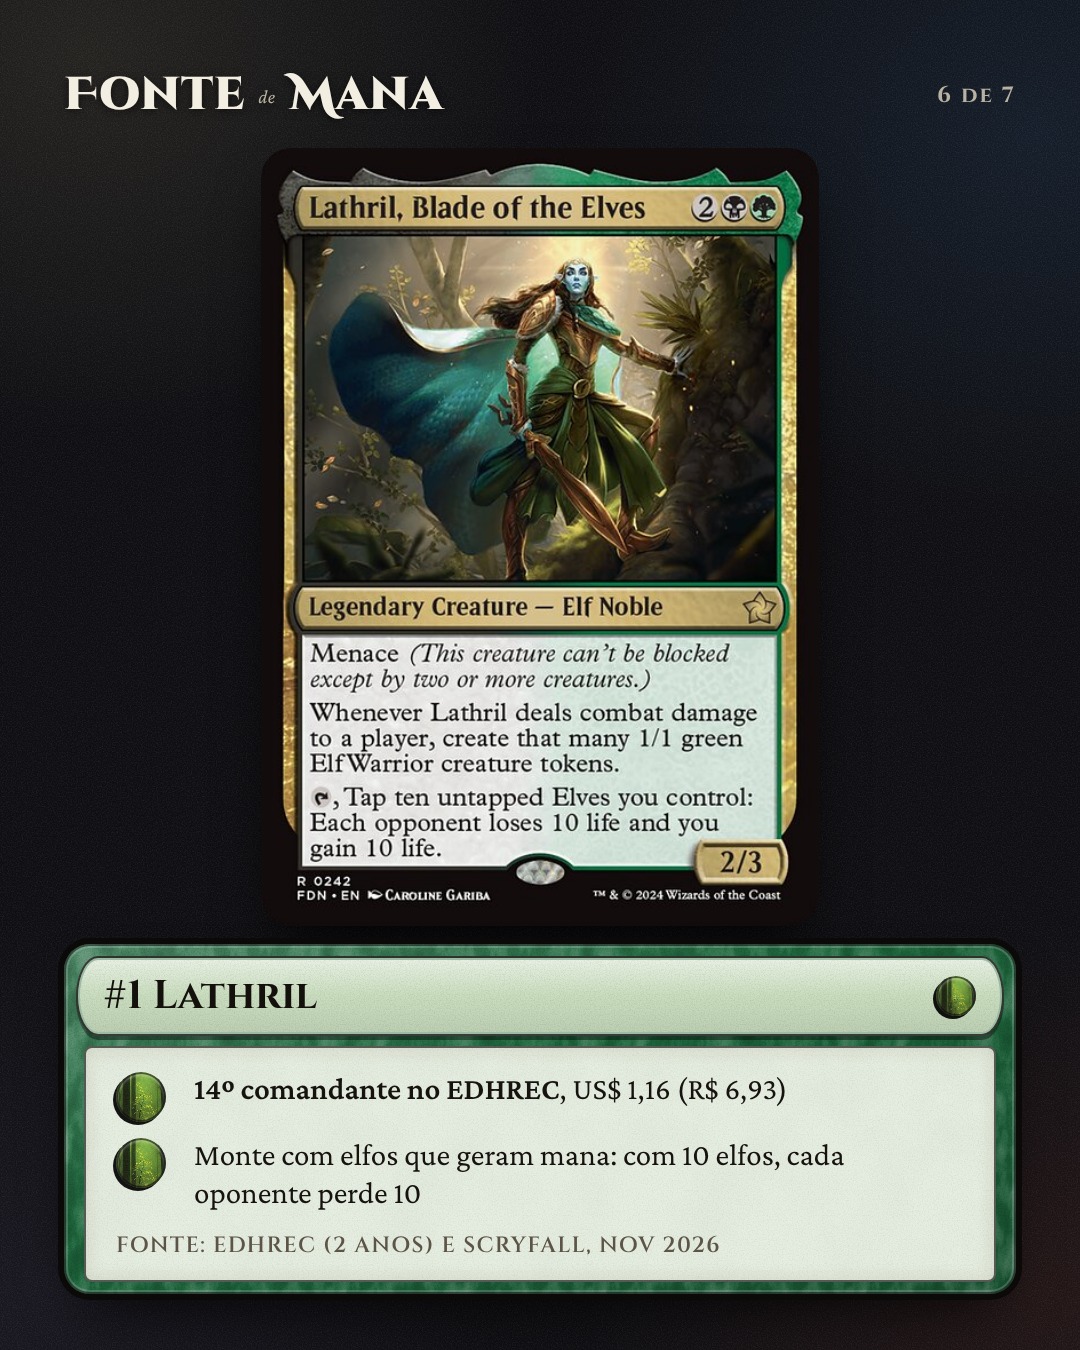 FONTE de MANA
6 DE 7
Lathril, Blade of the Elves 2
Legendary Creature — Elf Noble
Menace (This creature can't be blocked
except by two or more creatures.)
Whenever Lathril deals combat damage
to a player, create that many 1/1 green
Elf Warrior creature tokens.
, Tap ten untapped Elves you control:
Each opponent loses 10 life and you
gain 10 life.
2/3
R 0242
FDN • EN CAROLINE GARIBA
™ & © 2024 Wizards of the Coast
#1 LATHRIL
14º comandante no EDHREC, US$ 1,16 (R$ 6,93)
Monte com elfos que geram mana: com 10 elfos, cada
oponente perde 10
FONTE: EDHREC (2 ANOS) E SCRYFALL, NOV 2026